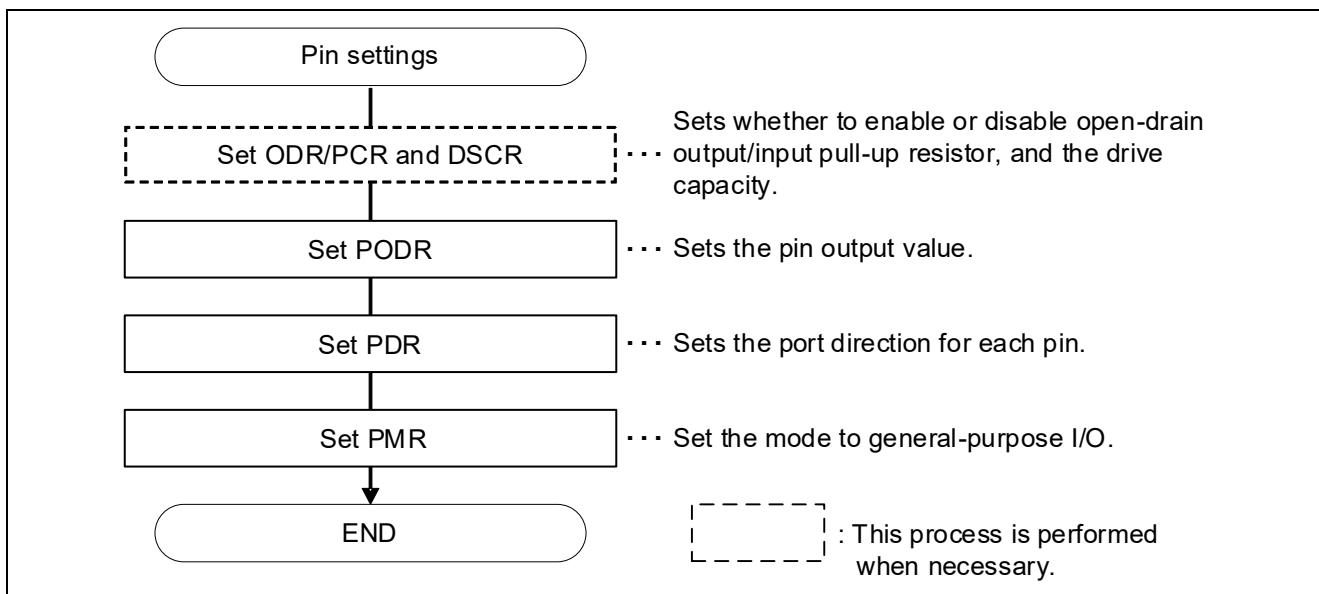 Pin settings
Set ODR/PCR and DSCR
··· Sets whether to enable or disable open-drain
output/input pull-up resistor, and the drive
capacity.
Set PODR
··· Sets the pin output value.
Set PDR
··· Sets the port direction for each pin.
Set PMR
··· Set the mode to general-purpose I/O.
END
: This process is performed
when necessary.